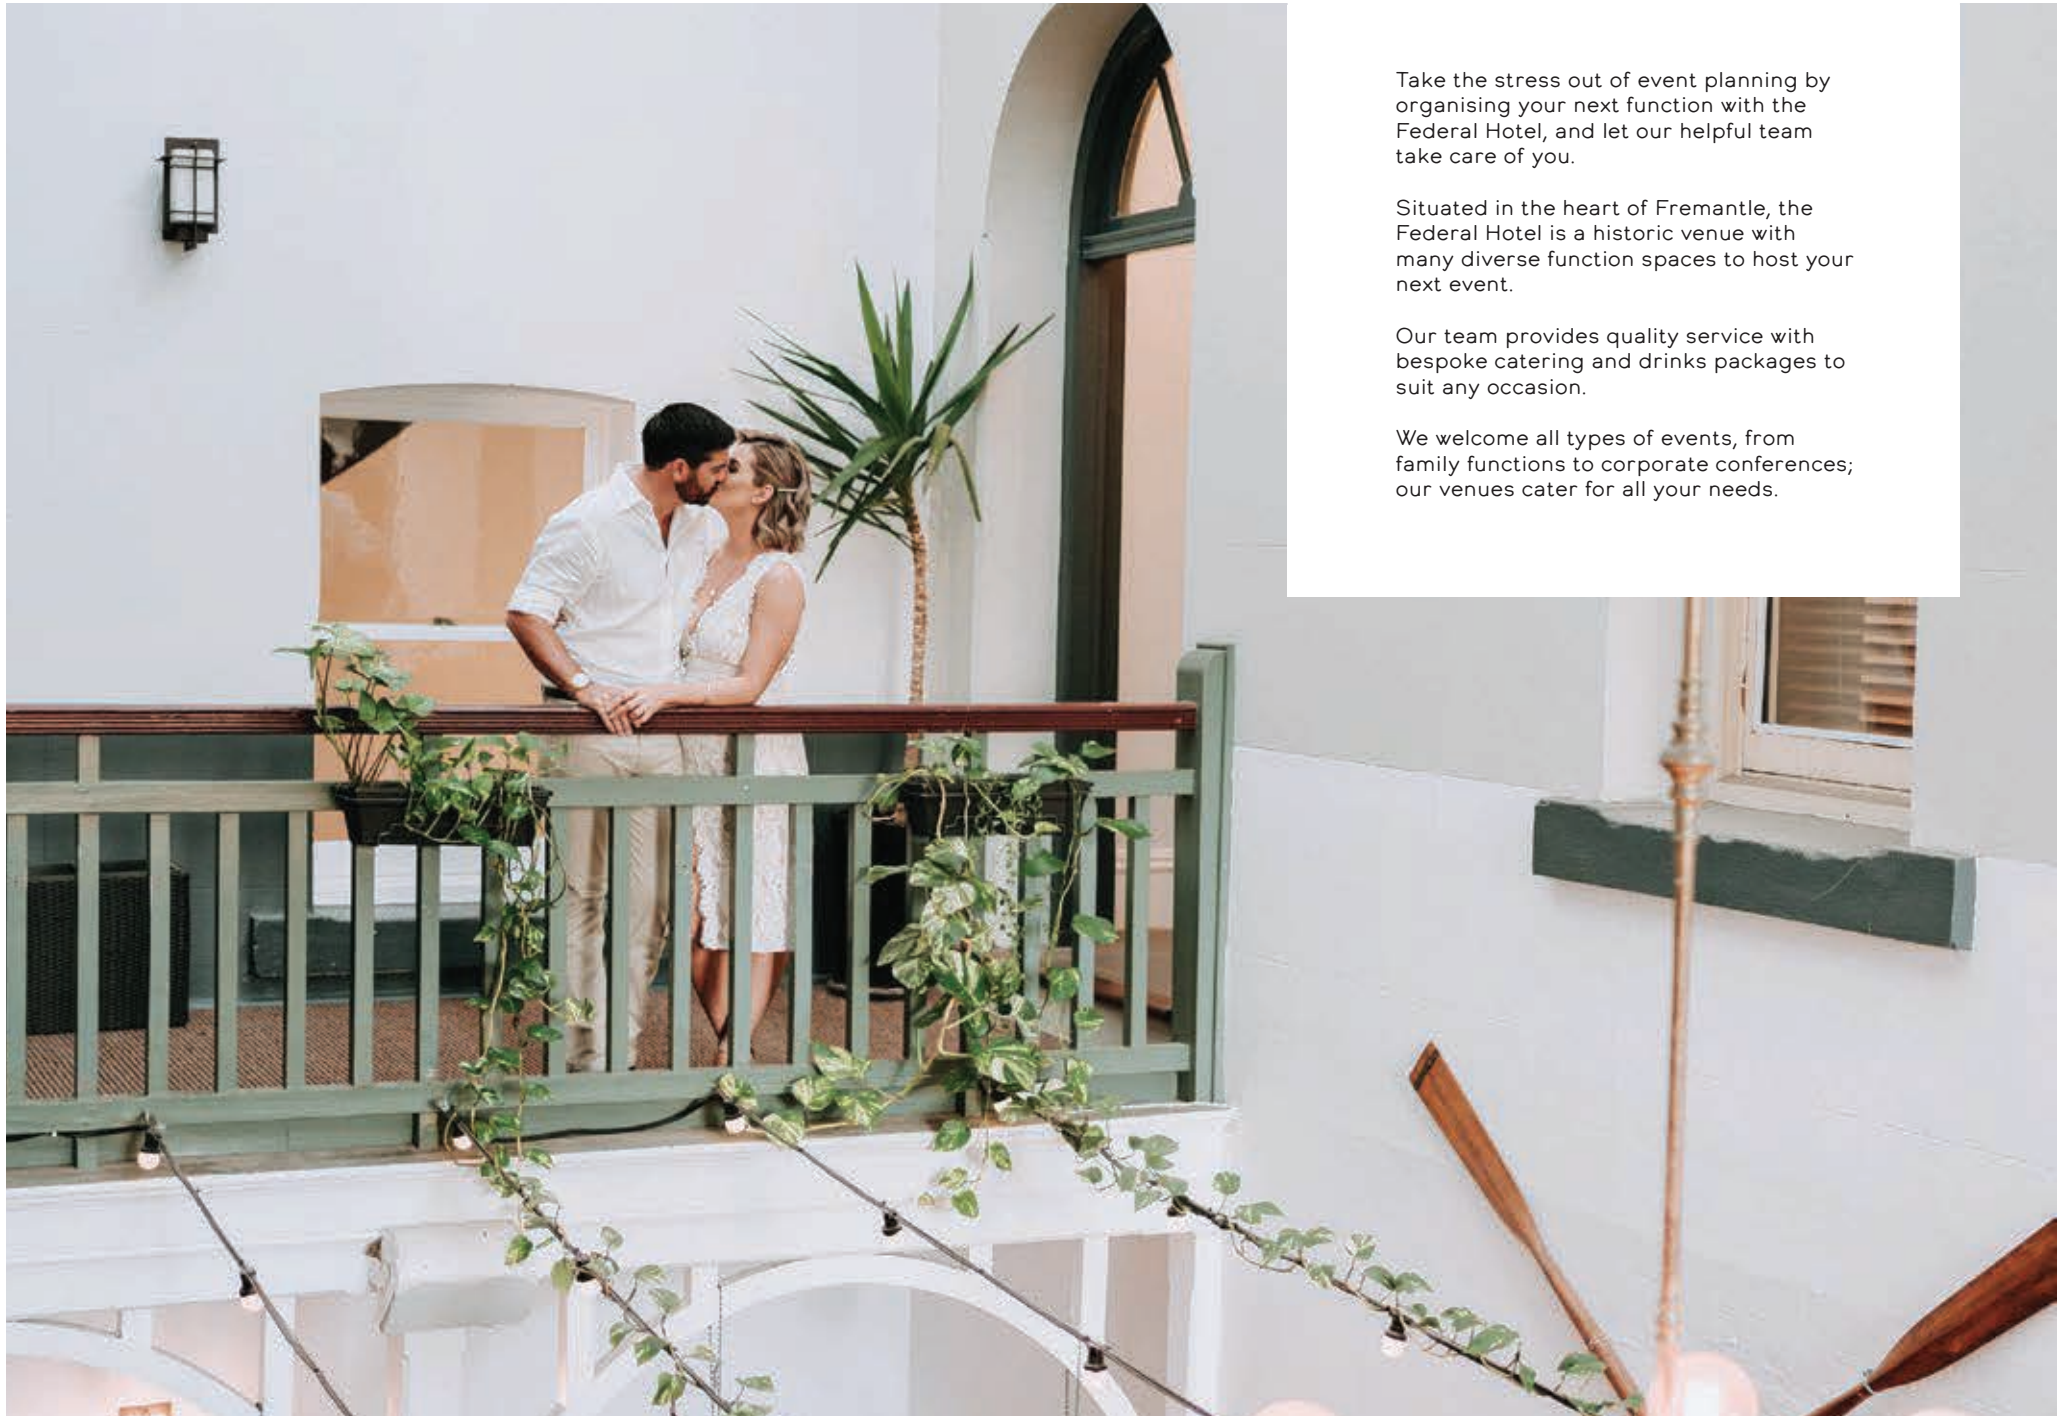 Take the stress out of event planning by
organising your next function with the
Federal Hotel, and let our helpful team
take care of you.
Situated in the heart of Fremantle, the
Federal Hotel is a historic venue with
many diverse function spaces to host your
next event.
Our team provides quality service with
bespoke catering and drinks packages to
suit any occasion.
We welcome all types of events, from
family functions to corporate conferences;
our venues cater for all your needs.